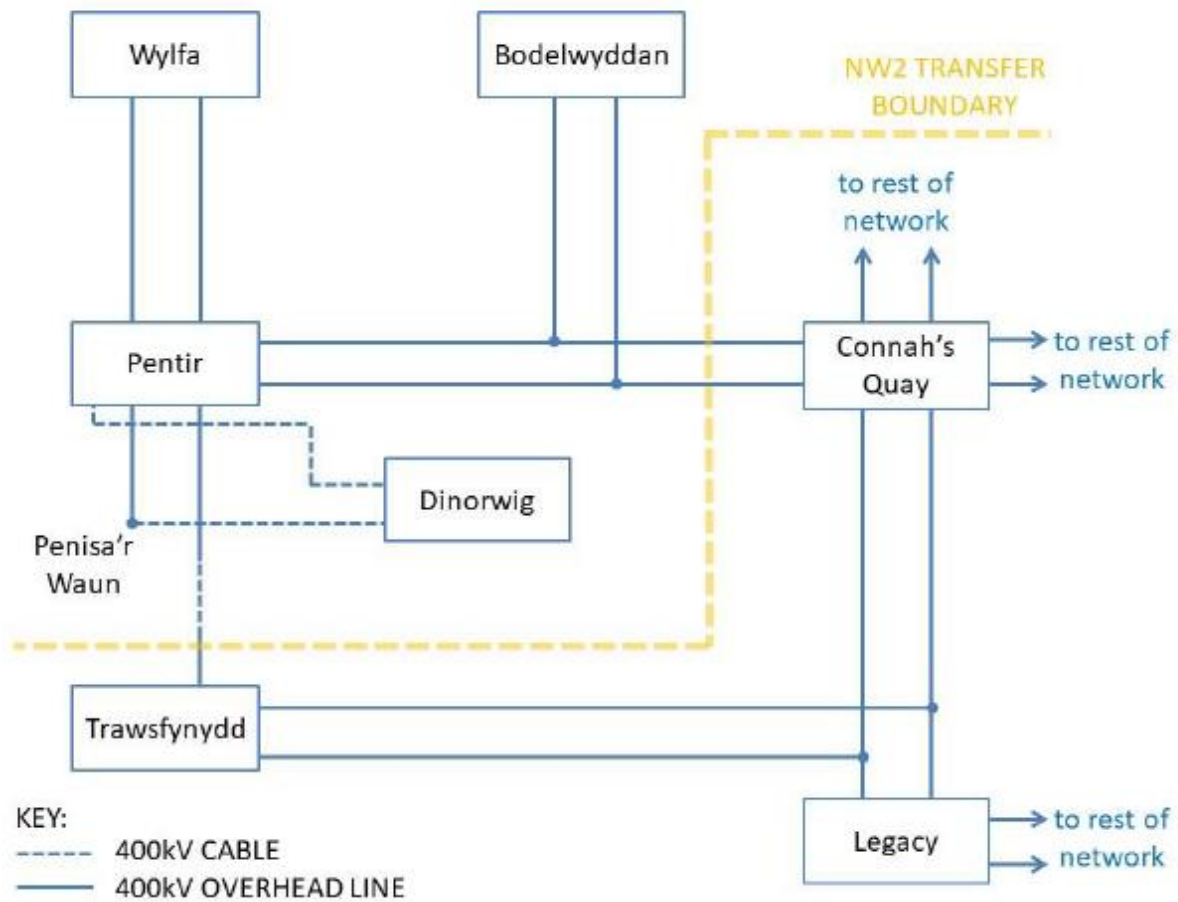 Wylfa
Bodelwyddan
NW2 TRANSFER
BOUNDARY
to rest of
network
Pentir
Connah's
Quay
to rest of
network
Dinorwig
Penisa'r
Waun
Trawsfynydd
KEY:
400kV CABLE
400kV OVERHEAD LINE
Legacy
to rest of
network